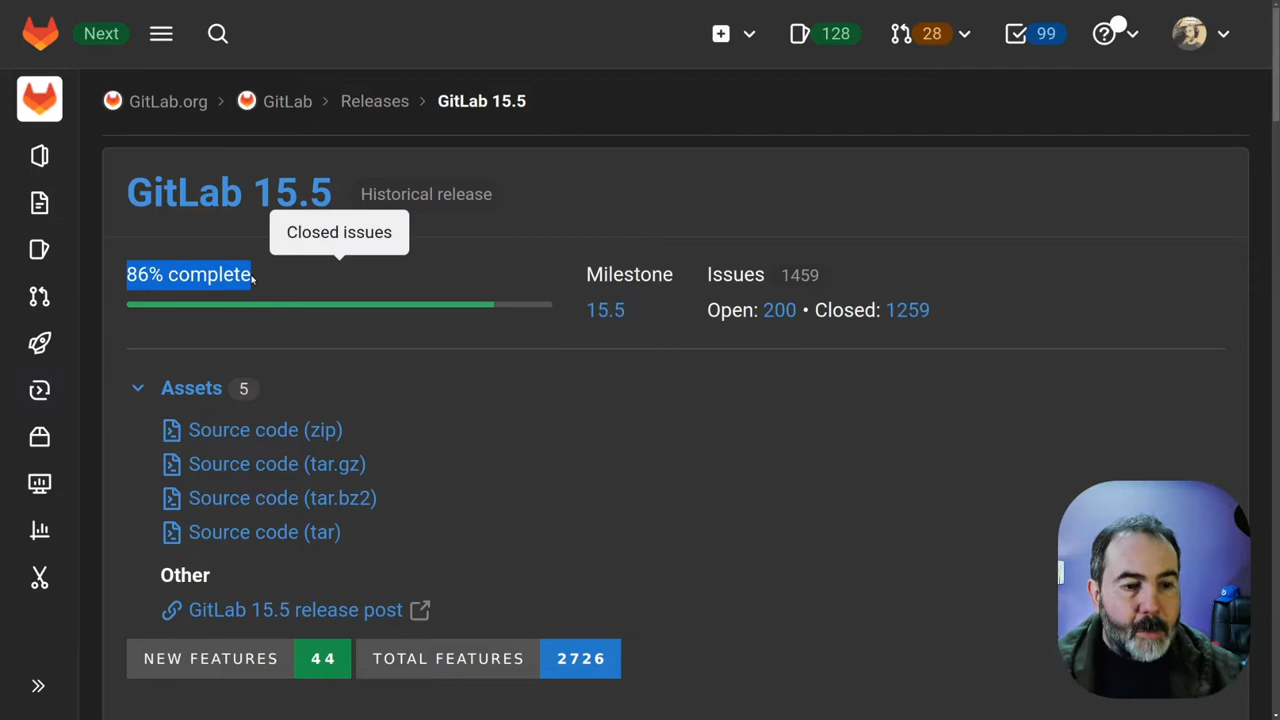 Next
128
28
99
GitLab.org > GitLab > Releases > GitLab 15.5
GitLab 15.5 Historical release
Closed issues
86% complete
Milestone
15.5
Issues 1459
Open: 200 • Closed: 1259
Assets 5
Source code (zip)
Source code (tar.gz)
Source code (tar.bz2)
Source code (tar)
Other
GitLab 15.5 release post
NEW FEATURES 44
TOTAL FEATURES 2726